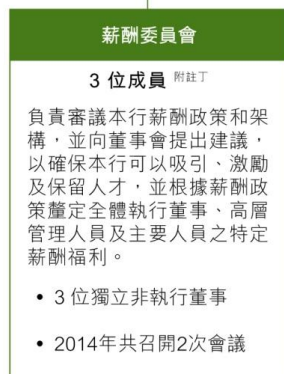 薪酬委員會
3 位成員 附註丁
負責審議本行薪酬政策和架
構，並向董事會提出建議，
以確保本行可以吸引、激勵
及保留人才，並根據薪酬政
策釐定全體執行董事、高層
管理人員及主要人員之特定
薪酬福利。
• 3 位獨立非執行董事
• 2014年共召開2次會議